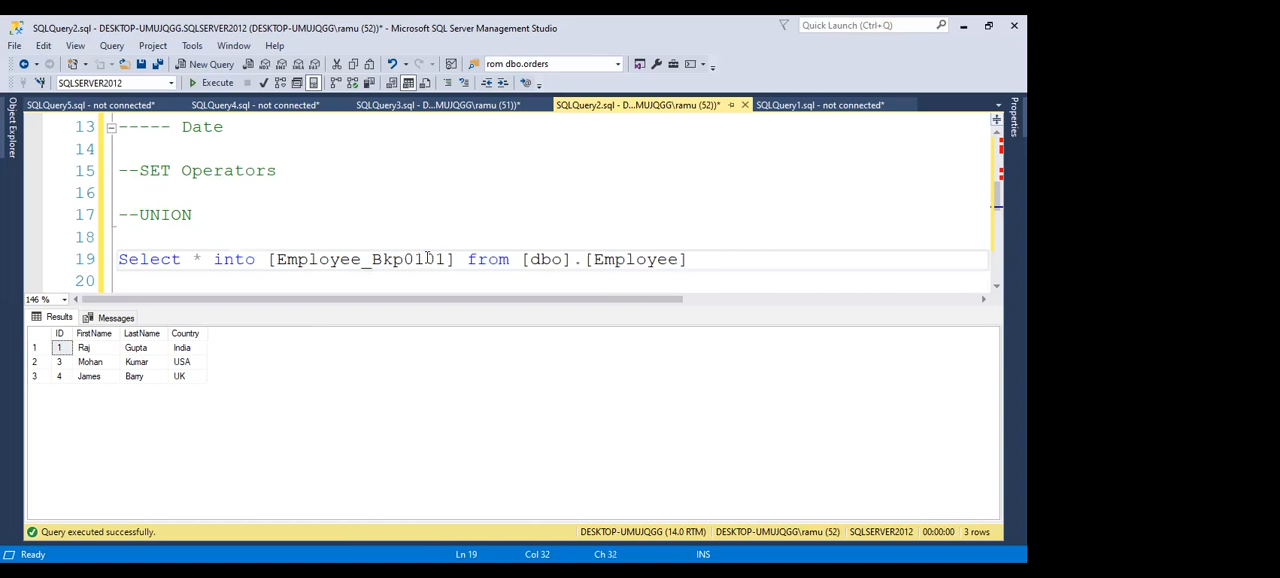 SQLQuery2.sql - DESKTOP-UMUJQGG.SQLSERVER2012 (DESKTOP-UMUJQGG\ramu (52))* - Microsoft SQL Server Management Studio
Quick Launch (Ctrl+Q)
File Edit View Query Project Tools Window Help
New Query
rom dbo.orders
SQLSERVER2012
Execute
SQLQuery5.sql - not connected* SQLQuery4.sql - not connected* SQLQuery3.sql - D...MUJQGG\ramu (51))* SQLQuery2.sql - D...MUJQGG\ramu (52))* SQLQuery1.sql - not connected*
Object Explorer
Properties
13 ----- Date
14
15 --SET Operators
16
17 --UNION
18
19 Select * into [Employee_Bkp0101] from [dbo].[Employee]
20
146 %
Results Messages
ID FirstName LastName Country
1 1 Raj Gupta India
2 3 Mohan Kumar USA
3 4 James Barry UK
Query executed successfully. DESKTOP-UMUJQGG (14.0 RTM) DESKTOP-UMUJQGG\ramu (52) SQLSERVER2012 00:00:00 3 rows
Ready Ln 19 Col 32 Ch 32 INS